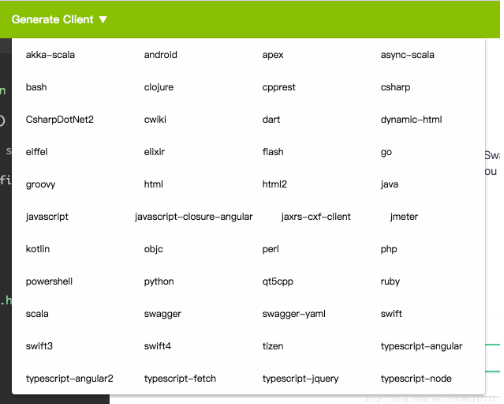 Generate Client ▼
akka-scala android apex async-scala
bash clojure cpprest csharp
CsharpDotNet2 cwiki dart dynamic-html
eiffel elixir flash go
groovy html html2 java
javascript javascript-closure-angular jaxrs-cxf-client jmeter
kotlin objc perl php
powershell python qt5cpp ruby
scala swagger swagger-yaml swift
swift3 swift4 tizen typescript-angular
typescript-angular2 typescript-fetch typescript-jquery typescript-node
n
s
fi
.h
Swa
ou